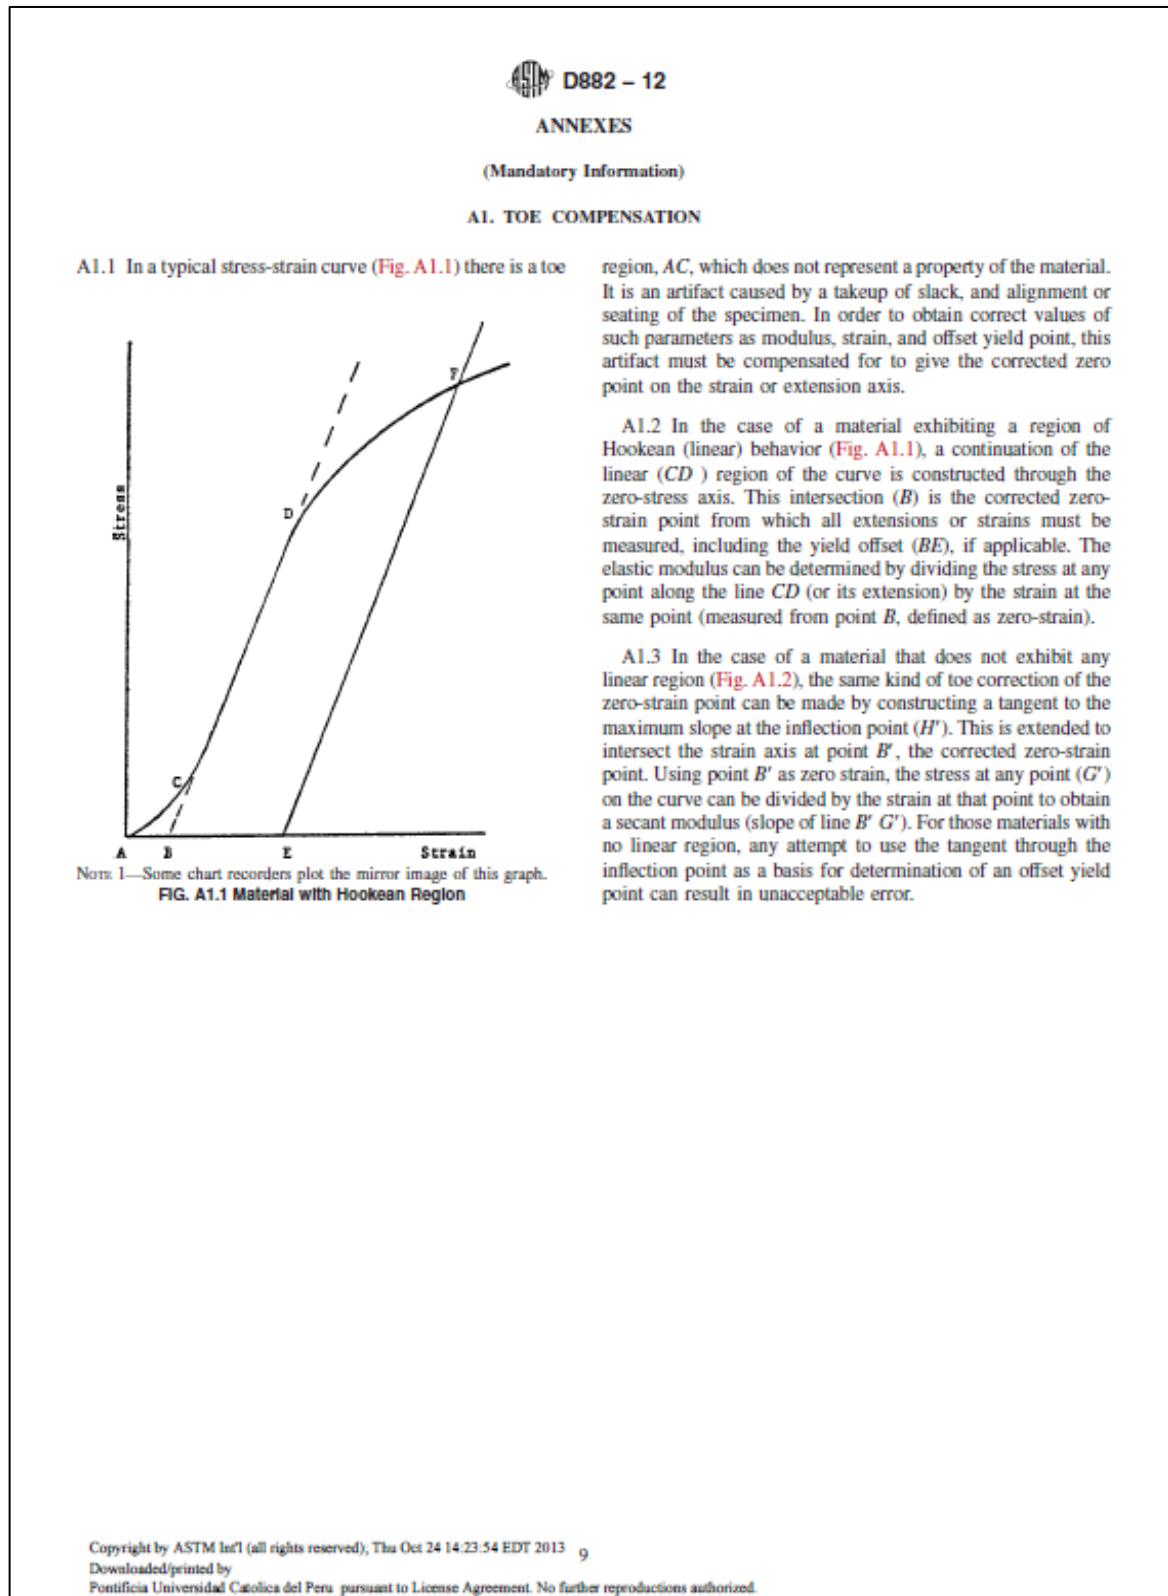 ASTM D882 – 12
ANNEXES
(Mandatory Information)
A1. TOE COMPENSATION
A1.1 In a typical stress-strain curve (Fig. A1.1) there is a toe
Stress
F
D
C
A B E Strain
NOTE 1—Some chart recorders plot the mirror image of this graph.
FIG. A1.1 Material with Hookean Region
region, AC, which does not represent a property of the material.
It is an artifact caused by a takeup of slack, and alignment or
seating of the specimen. In order to obtain correct values of
such parameters as modulus, strain, and offset yield point, this
artifact must be compensated for to give the corrected zero
point on the strain or extension axis.
A1.2 In the case of a material exhibiting a region of
Hookean (linear) behavior (Fig. A1.1), a continuation of the
linear (CD ) region of the curve is constructed through the
zero-stress axis. This intersection (B) is the corrected zero-
strain point from which all extensions or strains must be
measured, including the yield offset (BE), if applicable. The
elastic modulus can be determined by dividing the stress at any
point along the line CD (or its extension) by the strain at the
same point (measured from point B, defined as zero-strain).
A1.3 In the case of a material that does not exhibit any
linear region (Fig. A1.2), the same kind of toe correction of the
zero-strain point can be made by constructing a tangent to the
maximum slope at the inflection point (H'). This is extended to
intersect the strain axis at point B', the corrected zero-strain
point. Using point B' as zero strain, the stress at any point (G')
on the curve can be divided by the strain at that point to obtain
a secant modulus (slope of line B' G'). For those materials with
no linear region, any attempt to use the tangent through the
inflection point as a basis for determination of an offset yield
point can result in unacceptable error.
Copyright by ASTM Int'l (all rights reserved); Thu Oct 24 14:23:54 EDT 2013
9
Downloaded/printed by
Pontificia Universidad Catolica del Peru pursuant to License Agreement. No further reproductions authorized.